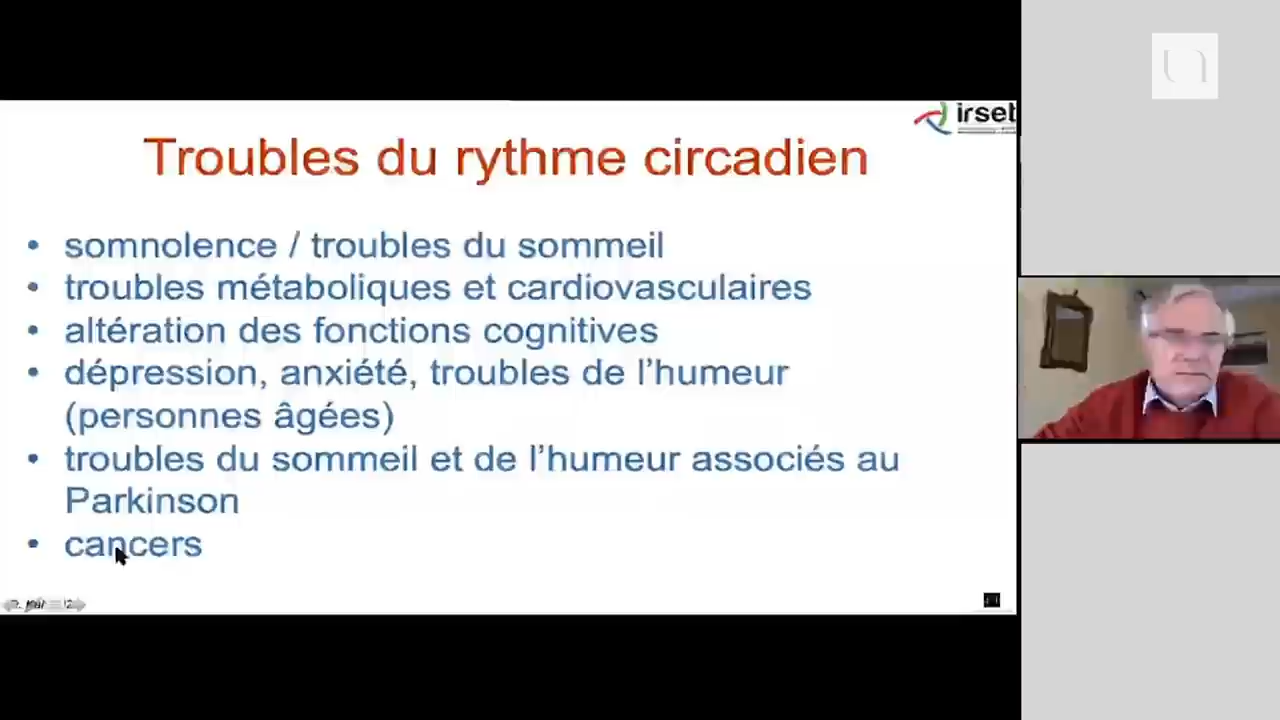 irset
Troubles du rythme circadien
• somnolence / troubles du sommeil
• troubles métaboliques et cardiovasculaires
• altération des fonctions cognitives
• dépression, anxiété, troubles de l’humeur
(personnes âgées)
• troubles du sommeil et de l’humeur associés au
Parkinson
• cancers